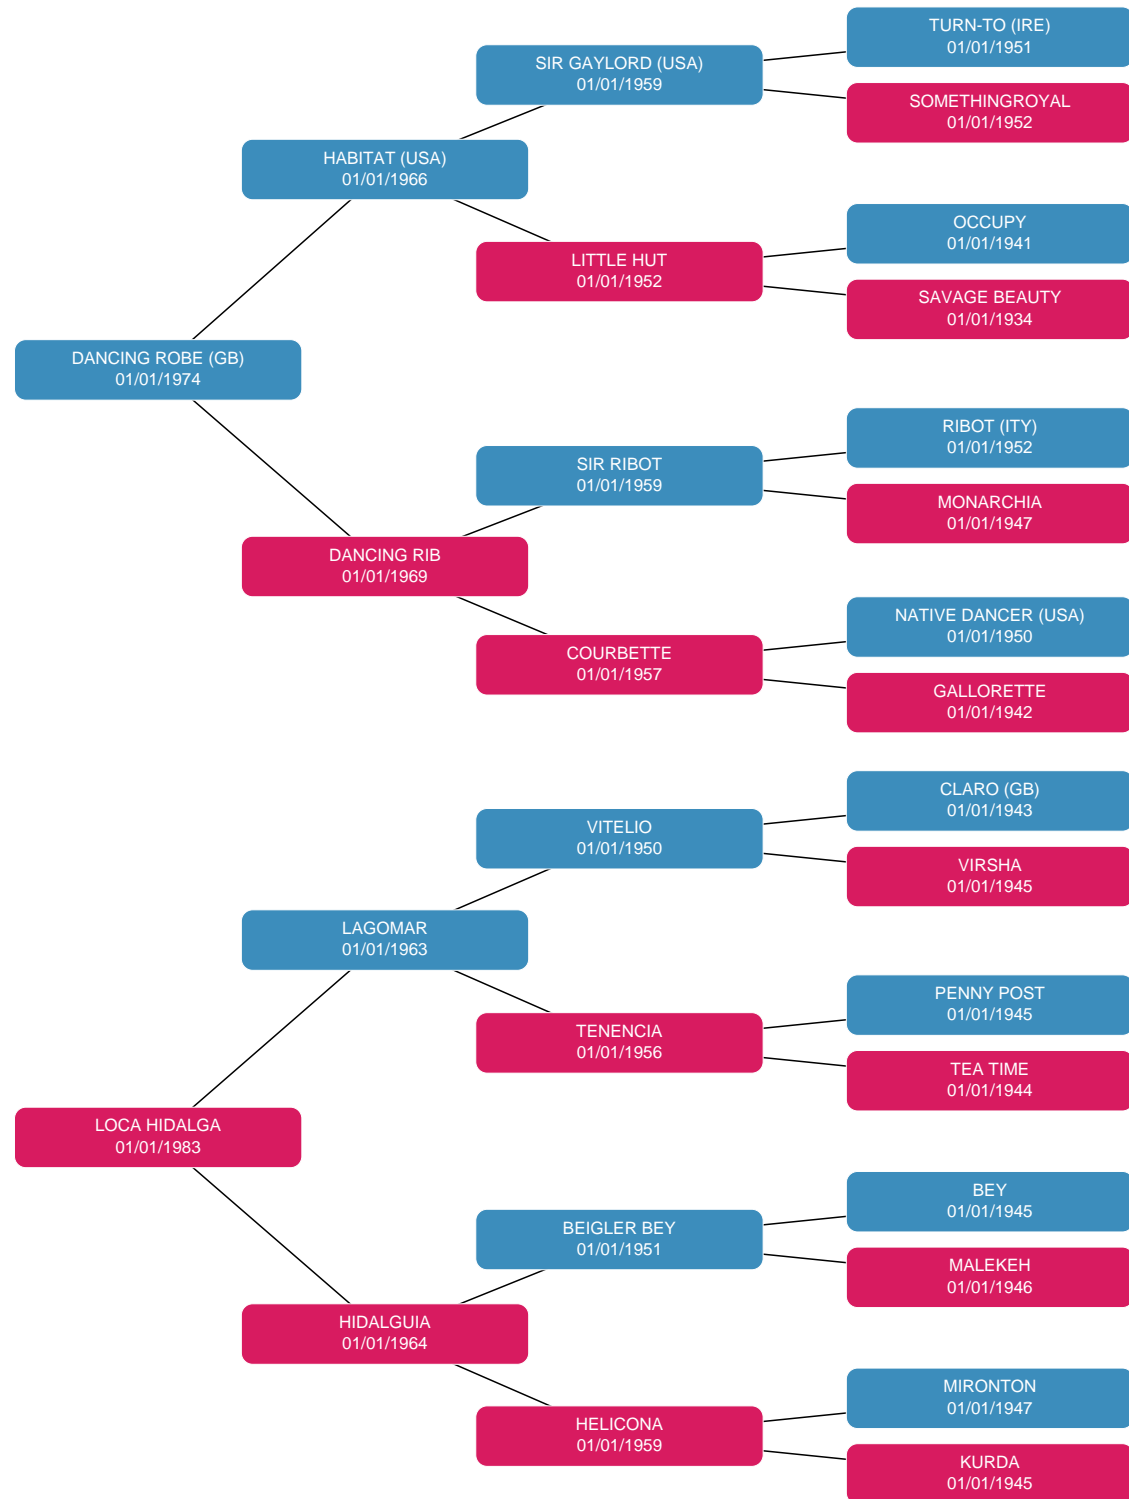 TURN-TO (IRE)
01/01/1951
SIR GAYLORD (USA)
01/01/1959
SOMETHINGROYAL
01/01/1952
HABITAT (USA)
01/01/1966
OCCUPY
01/01/1941
LITTLE HUT
01/01/1952
SAVAGE BEAUTY
01/01/1934
DANCING ROBE (GB)
01/01/1974
RIBOT (ITY)
01/01/1952
SIR RIBOT
01/01/1959
MONARCHIA
01/01/1947
DANCING RIB
01/01/1969
NATIVE DANCER (USA)
01/01/1950
COURBETTE
01/01/1957
GALLORETTE
01/01/1942
CLARO (GB)
01/01/1943
VITELIO
01/01/1950
VIRSHA
01/01/1945
LAGOMAR
01/01/1963
PENNY POST
01/01/1945
TENENCIA
01/01/1956
TEA TIME
01/01/1944
LOCA HIDALGA
01/01/1983
BEY
01/01/1945
BEIGLER BEY
01/01/1951
MALEKEH
01/01/1946
HIDALGUIA
01/01/1964
MIRONTON
01/01/1947
HELICONA
01/01/1959
KURDA
01/01/1945